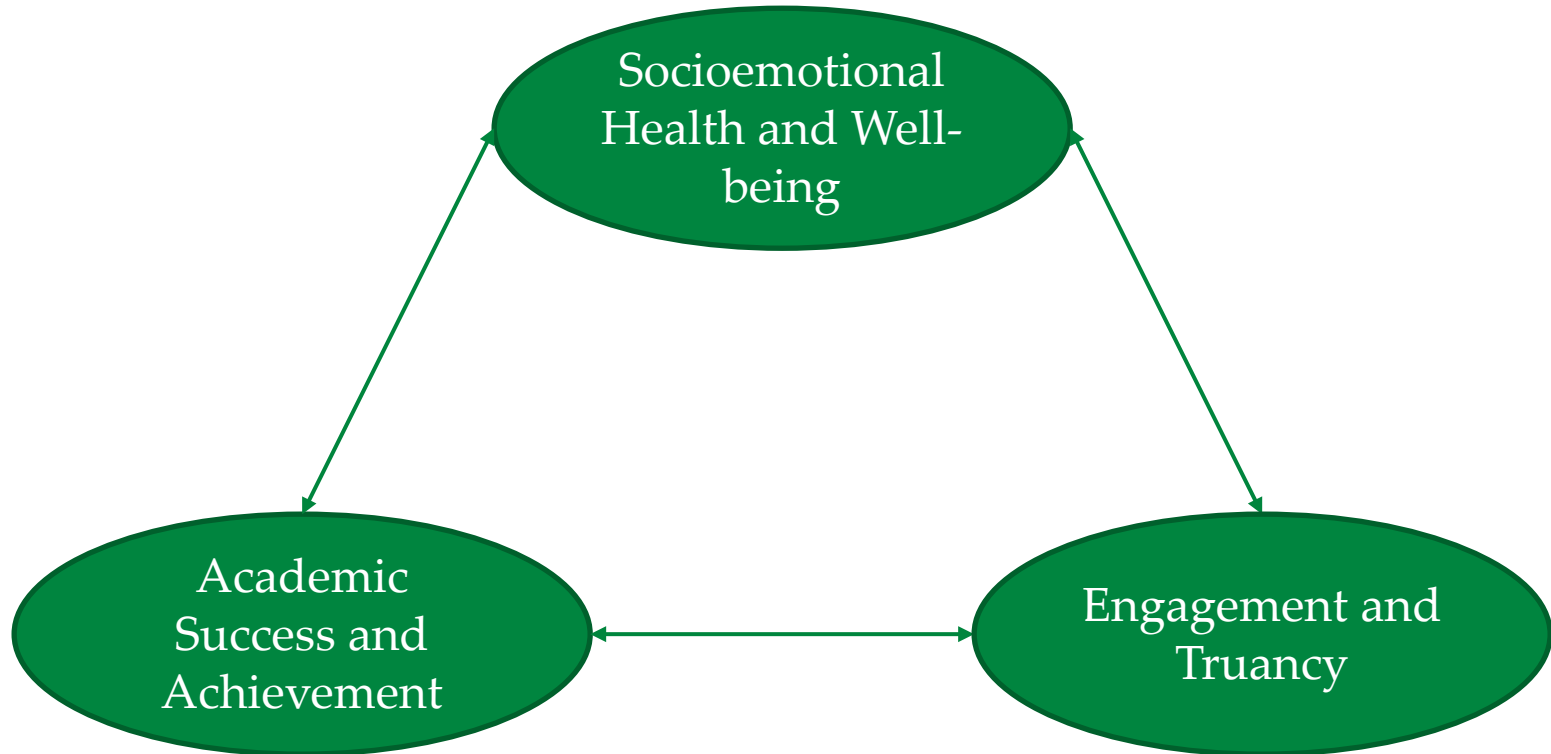 Socioemotional
Health and Well-
being
Academic
Success and
Achievement
Engagement and
Truancy